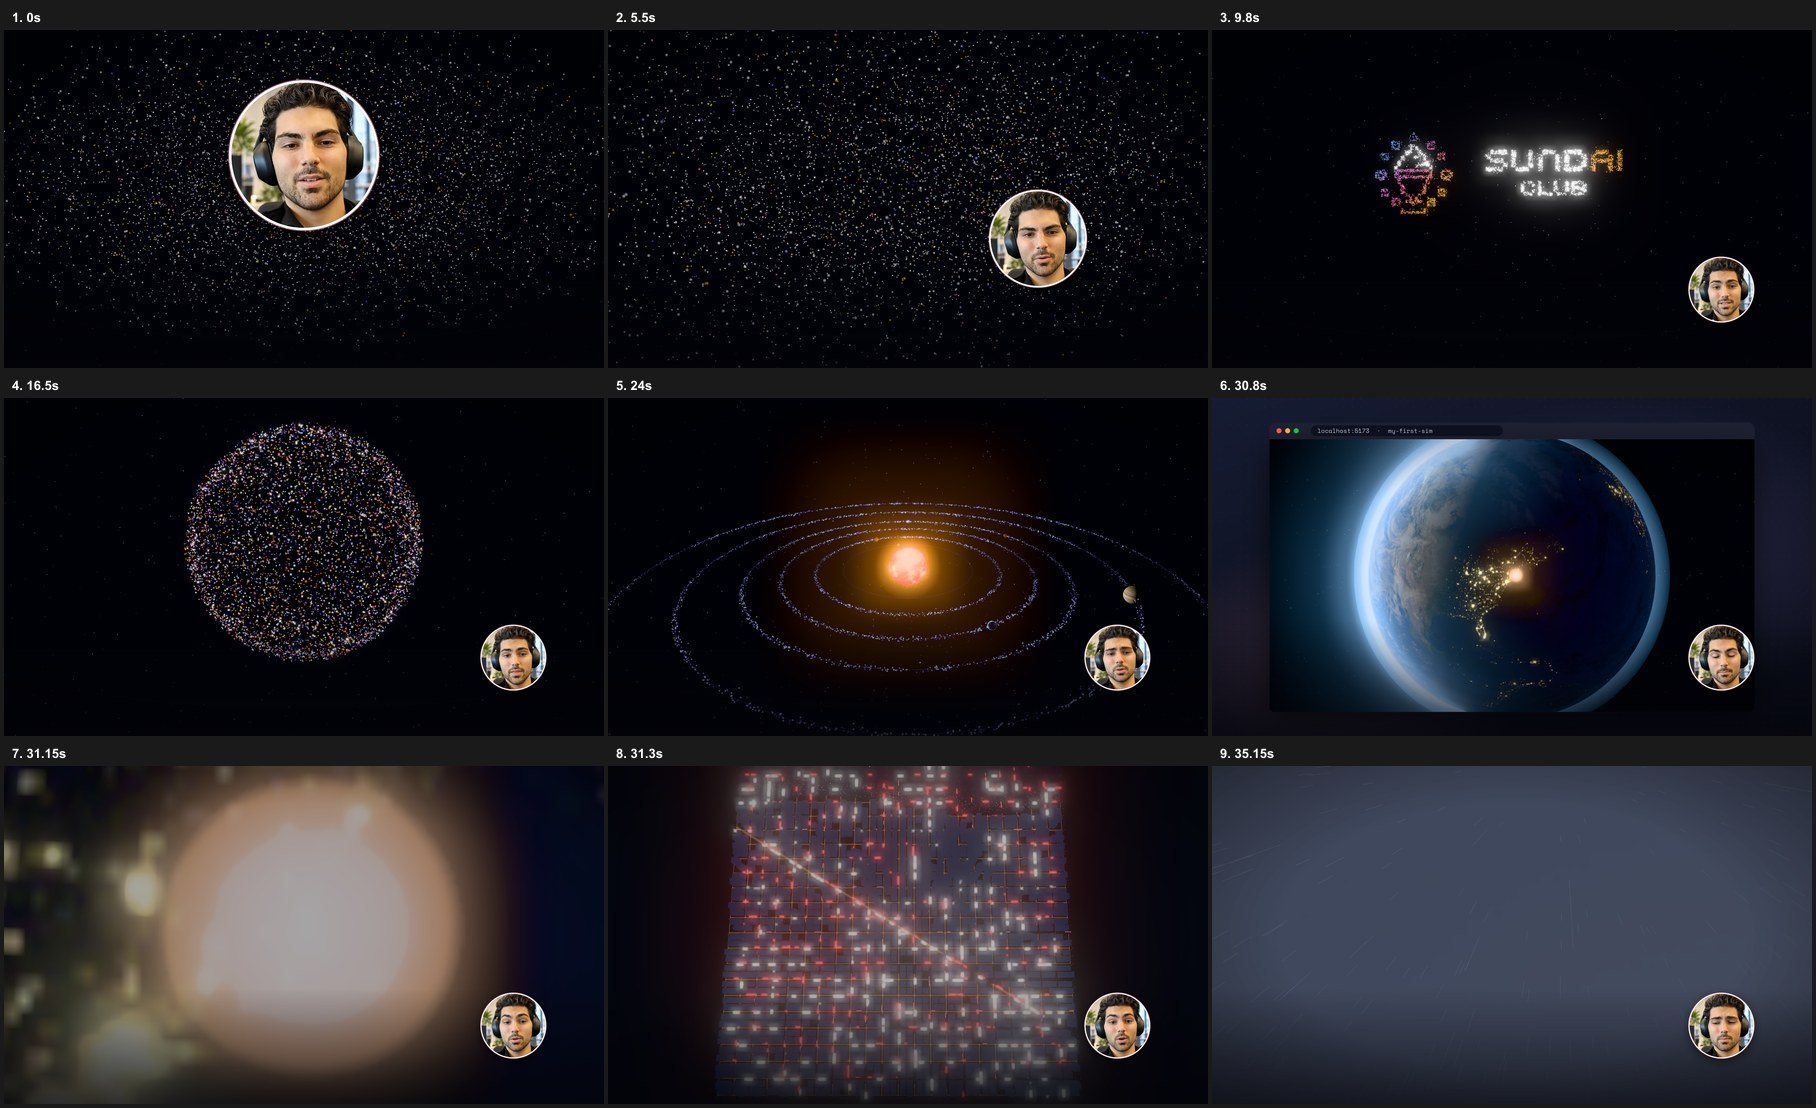 1. 0s
2. 5.5s
3. 9.8s
SUNDAI
CLUB
4. 16.5s
5. 24s
6. 30.8s
localhost:5173 · my-first-sim
7. 31.15s
8. 31.3s
9. 35.15s